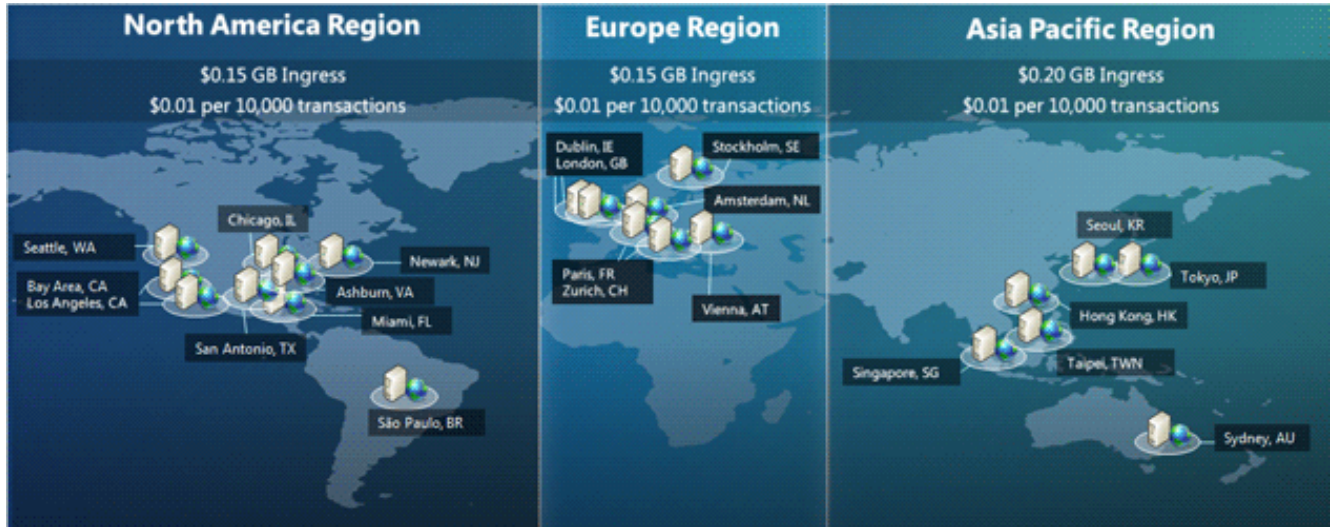 North America Region
$0.15 GB Ingress
$0.01 per 10,000 transactions
Chicago, IL
Seattle, WA
Newark, NJ
Bay Area, CA
Los Angeles, CA
Ashburn, VA
Miami, FL
San Antonio, TX
São Paulo, BR
Europe Region
$0.15 GB Ingress
$0.01 per 10,000 transactions
Dublin, IE
London, GB
Stockholm, SE
Amsterdam, NL
Paris, FR
Zurich, CH
Vienna, AT
Asia Pacific Region
$0.20 GB Ingress
$0.01 per 10,000 transactions
Seoul, KR
Tokyo, JP
Hong Kong, HK
Taipei, TWN
Singapore, SG
Sydney, AU